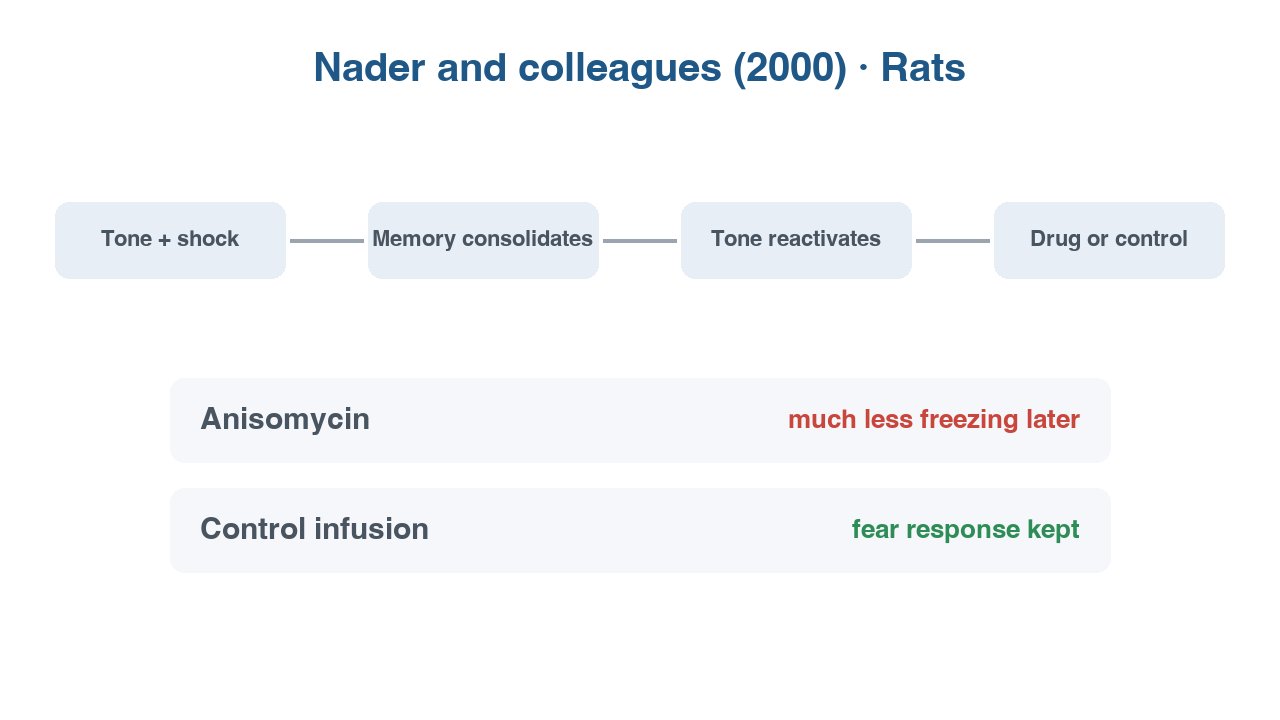 Nader and colleagues (2000) · Rats
Tone + shock
Memory consolidates
Tone reactivates
Drug or control
Anisomycin
much less freezing later
Control infusion
fear response kept